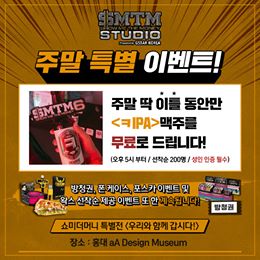 $MTM
STUDIO
주말 특별 이벤트!
$MTM6
주말 딱 이틀 동안만
<ㅋIPA>맥주를
무료로 드립니다!
(오후 5시 부터 / 선착순 200명 / 성인 인증 필수)
방청권, 폰케이스, 포스카 이벤트 및
왁스 선착순 제공 이벤트 또한 계속됩니다!
방청권
쇼미더머니 특별전 <우리와 함께 갑시다!>
장소 : 홍대 aA Design Museum